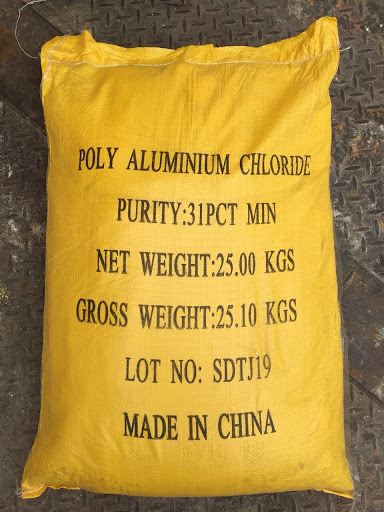 POLY ALUMINIUM CHLORIDE
PURITY:31PCT MIN
NET WEIGHT:25.00 KGS
GROSS WEIGHT:25.10 KGS
LOT NO: SDTJ19
MADE IN CHINA